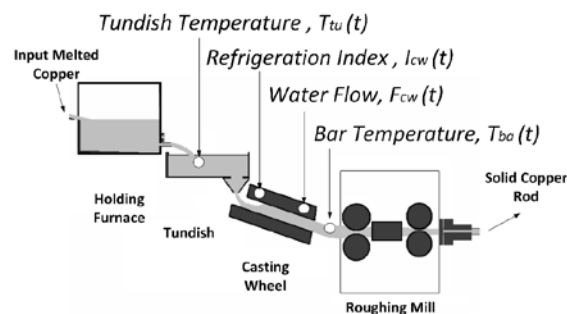 Tundish Temperature , Ttu (t)
Refrigeration Index, Icw (t)
Input Melted
Copper
Water Flow, Fcw (t)
Bar Temperature, Tba (t)
Solid Copper
Rod
Holding
Furnace
Tundish
Casting
Wheel
Roughing Mill